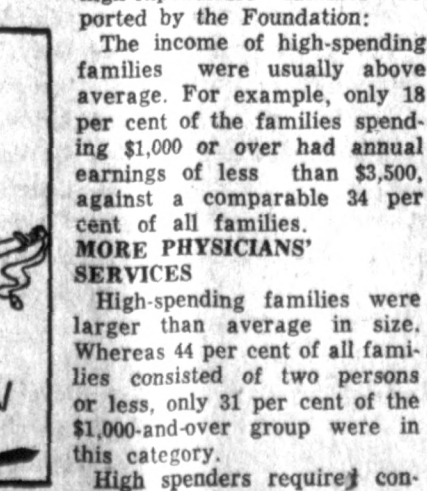 ported by the Foundation:
The income of high-spending
families were usually above
average. For example, only 18
per cent of the families spend-
ing $1,000 or over had annual
earnings of less than $3,500,
against a comparable 34 per
cent of all families.
MORE PHYSICIANS'
SERVICES
High-spending families were
larger than average in size.
Whereas 44 per cent of all fami-
lies consisted of two persons
or less, only 31 per cent of the
$1,000-and-over group were in
this category.
High spenders required con-